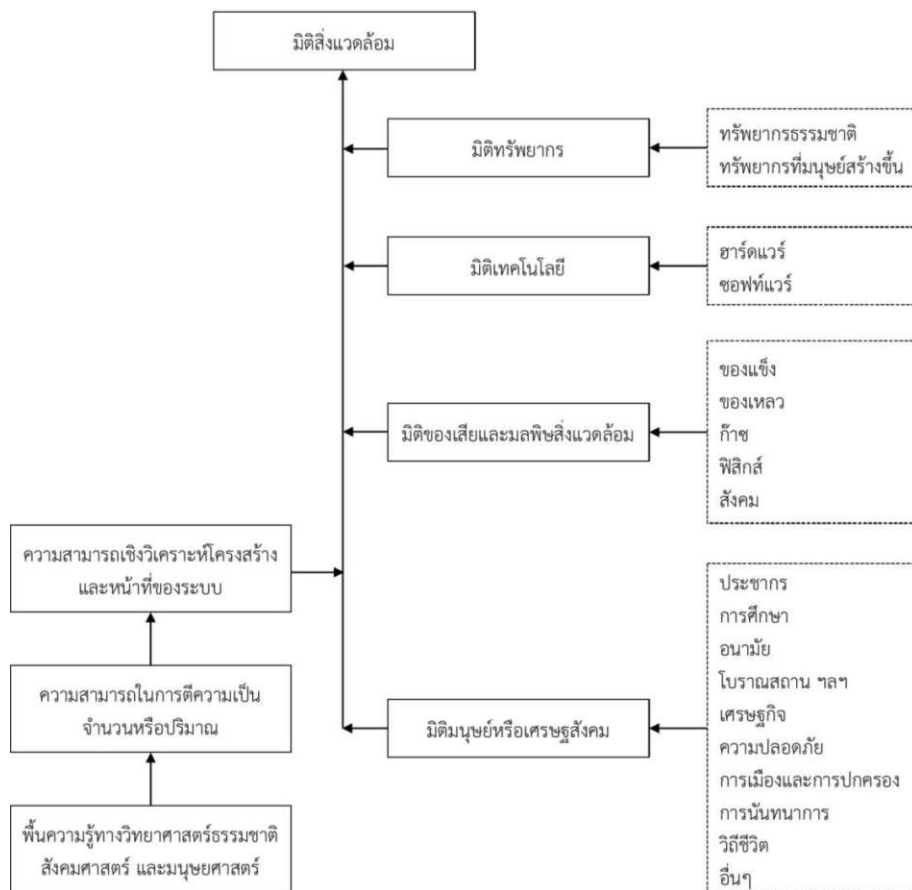 มิติสิ่งแวดล้อม
มิติทรัพยากร
ทรัพยากรธรรมชาติ
ทรัพยากรที่มนุษย์สร้างขึ้น
มิติเทคโนโลยี
ฮาร์ดแวร์
ซอฟท์แวร์
มิติของเสียและมลพิษสิ่งแวดล้อม
ของแข็ง
ของเหลว
ก๊าซ
ฟิสิกส์
สังคม
ความสามารถเชิงวิเคราะห์โครงสร้าง
และหน้าที่ของระบบ
ความสามารถในการตีความเป็น
จำนวนหรือปริมาณ
พื้นความรู้ทางวิทยาศาสตร์ธรรมชาติ
สังคมศาสตร์ และมนุษยศาสตร์
มิติมนุษย์หรือเศรษฐสังคม
ประชากร
การศึกษา
อนามัย
โบราณสถาน ฯลฯ
เศรษฐกิจ
ความปลอดภัย
การเมืองและการปกครอง
การนันทนาการ
วิถีชีวิต
อื่นๆ